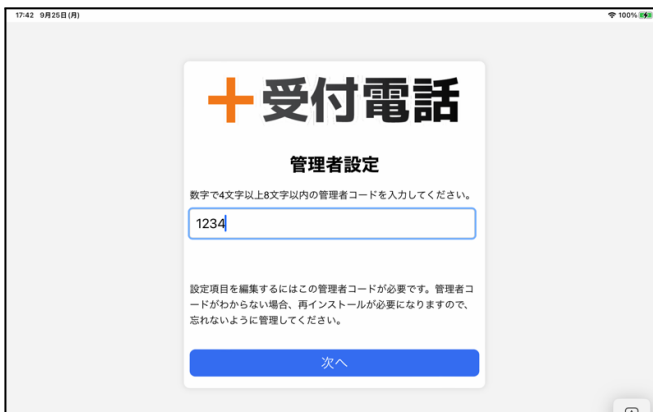 17:42 9月25日(月) 100%
+受付電話
管理者設定
数字で4文字以上8文字以内の管理者コードを入力してください。
1234
設定項目を編集するにはこの管理者コードが必要です。管理者コ
ードがわからない場合、再インストールが必要になりますので、
忘れないように管理してください。
次へ